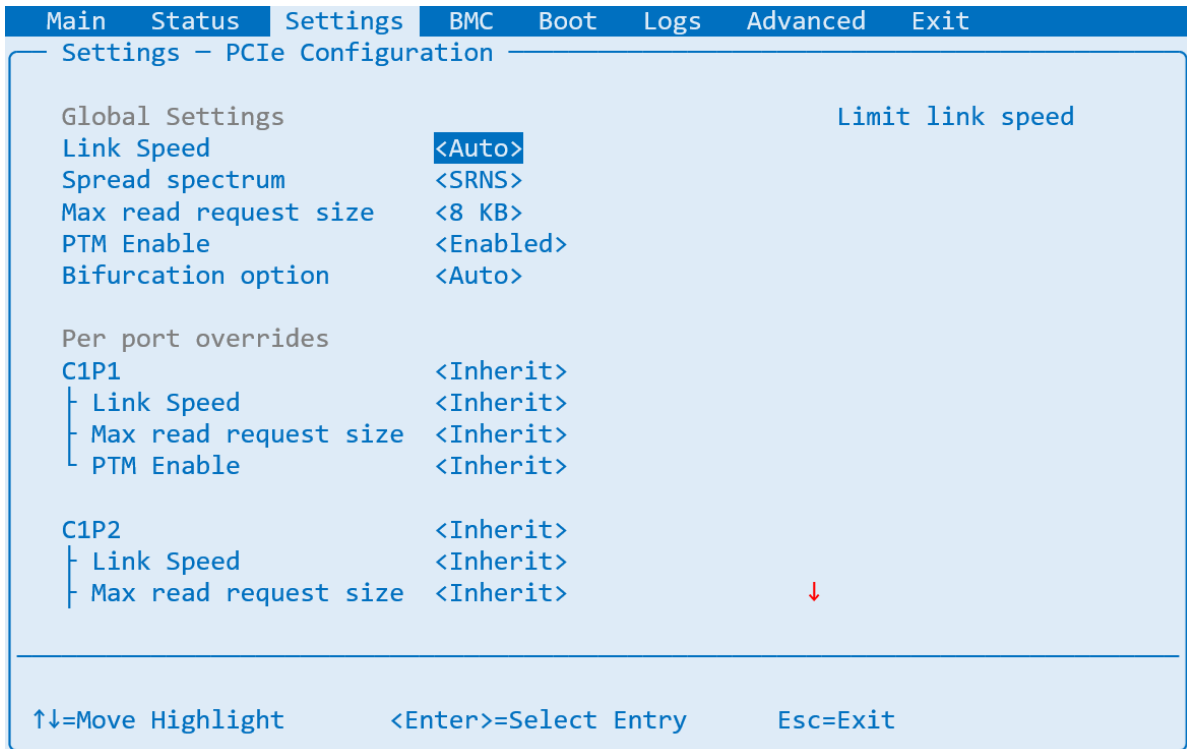 Main Status Settings BMC Boot Logs Advanced Exit
Settings — PCIe Configuration
Global Settings Limit link speed
Link Speed <Auto>
Spread spectrum <SRNS>
Max read request size <8 KB>
PTM Enable <Enabled>
Bifurcation option <Auto>
Per port overrides
C1P1 <Inherit>
├ Link Speed <Inherit>
├ Max read request size <Inherit>
└ PTM Enable <Inherit>
C1P2 <Inherit>
├ Link Speed <Inherit>
├ Max read request size <Inherit> ↓
↑↓=Move Highlight <Enter>=Select Entry Esc=Exit